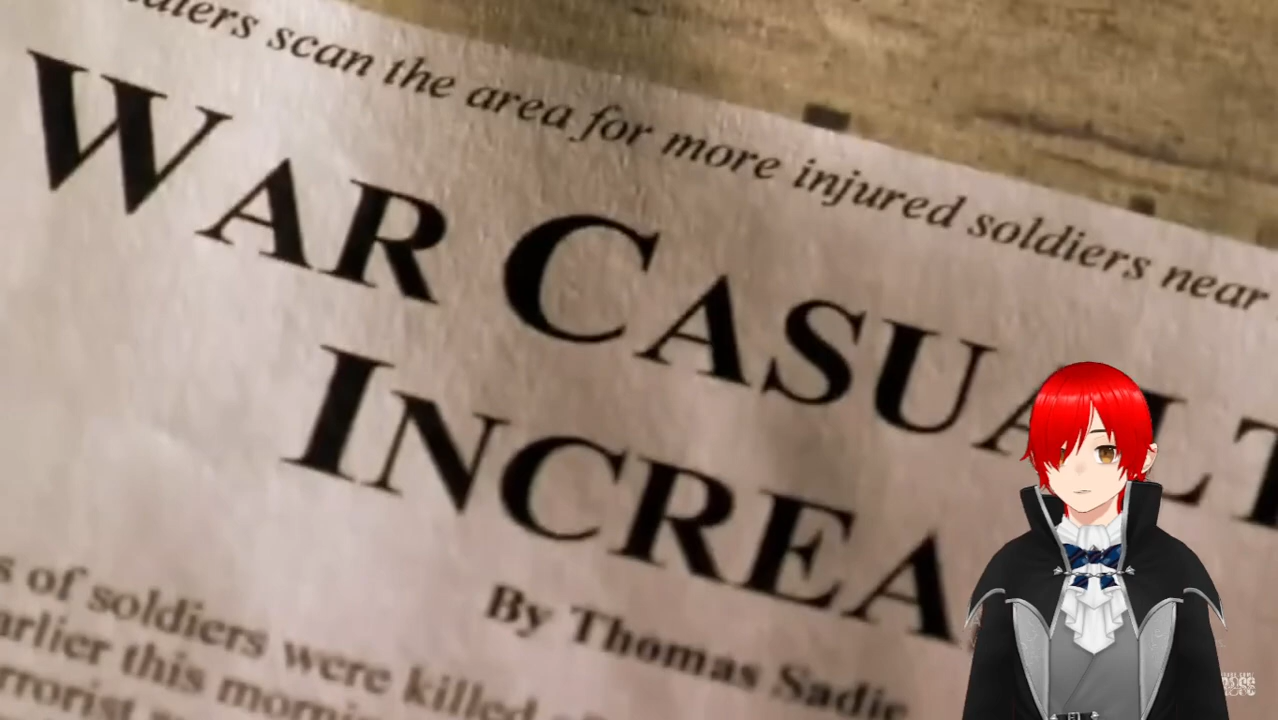 scan the area for more injured soldiers near
WAR CASUALT
INCREA
By Thomas Sadie
s of soldiers were killed
arlier this morni
rrorist